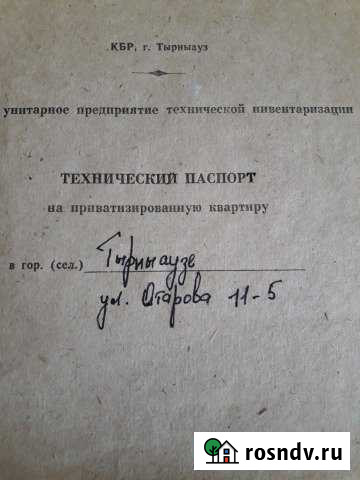 КБР, г. Тырныауз
унитарное предприятие технической инвентаризации
ТЕХНИЧЕСКИЙ ПАСПОРТ
на приватизированную квартиру
в гор. (сел.) Тырныаузе
ул. Отарова 11-5
rosndv.ru